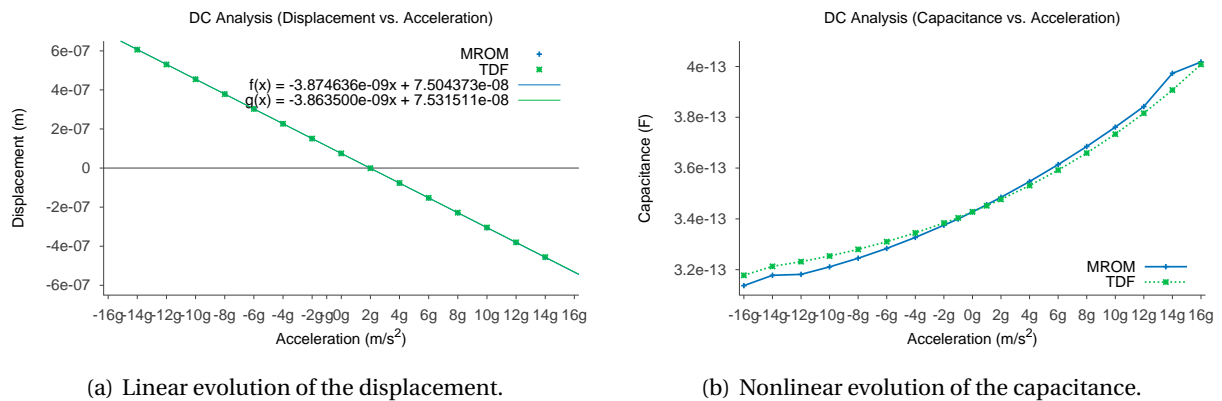 DC Analysis (Displacement vs. Acceleration)
6e-07
4e-07
2e-07
0
-2e-07
-4e-07
-6e-07
Displacement (m)
MROM
TDF
f(x) = -3.874636e-09x + 7.504373e-08
g(x) = -3.863500e-09x + 7.531511e-08
-16g -14g -12g -10g -8g -6g -4g -2g -1g 0g 2g 4g 6g 8g 10g 12g 14g 16g
Acceleration (m/s²)
(a) Linear evolution of the displacement.
DC Analysis (Capacitance vs. Acceleration)
4e-13
3.8e-13
3.6e-13
3.4e-13
3.2e-13
Capacitance (F)
MROM
TDF
-16g -14g -12g -10g -8g -6g -4g -2g 0g 2g 4g 6g 8g 10g 12g 14g 16g
Acceleration (m/s²)
(b) Nonlinear evolution of the capacitance.